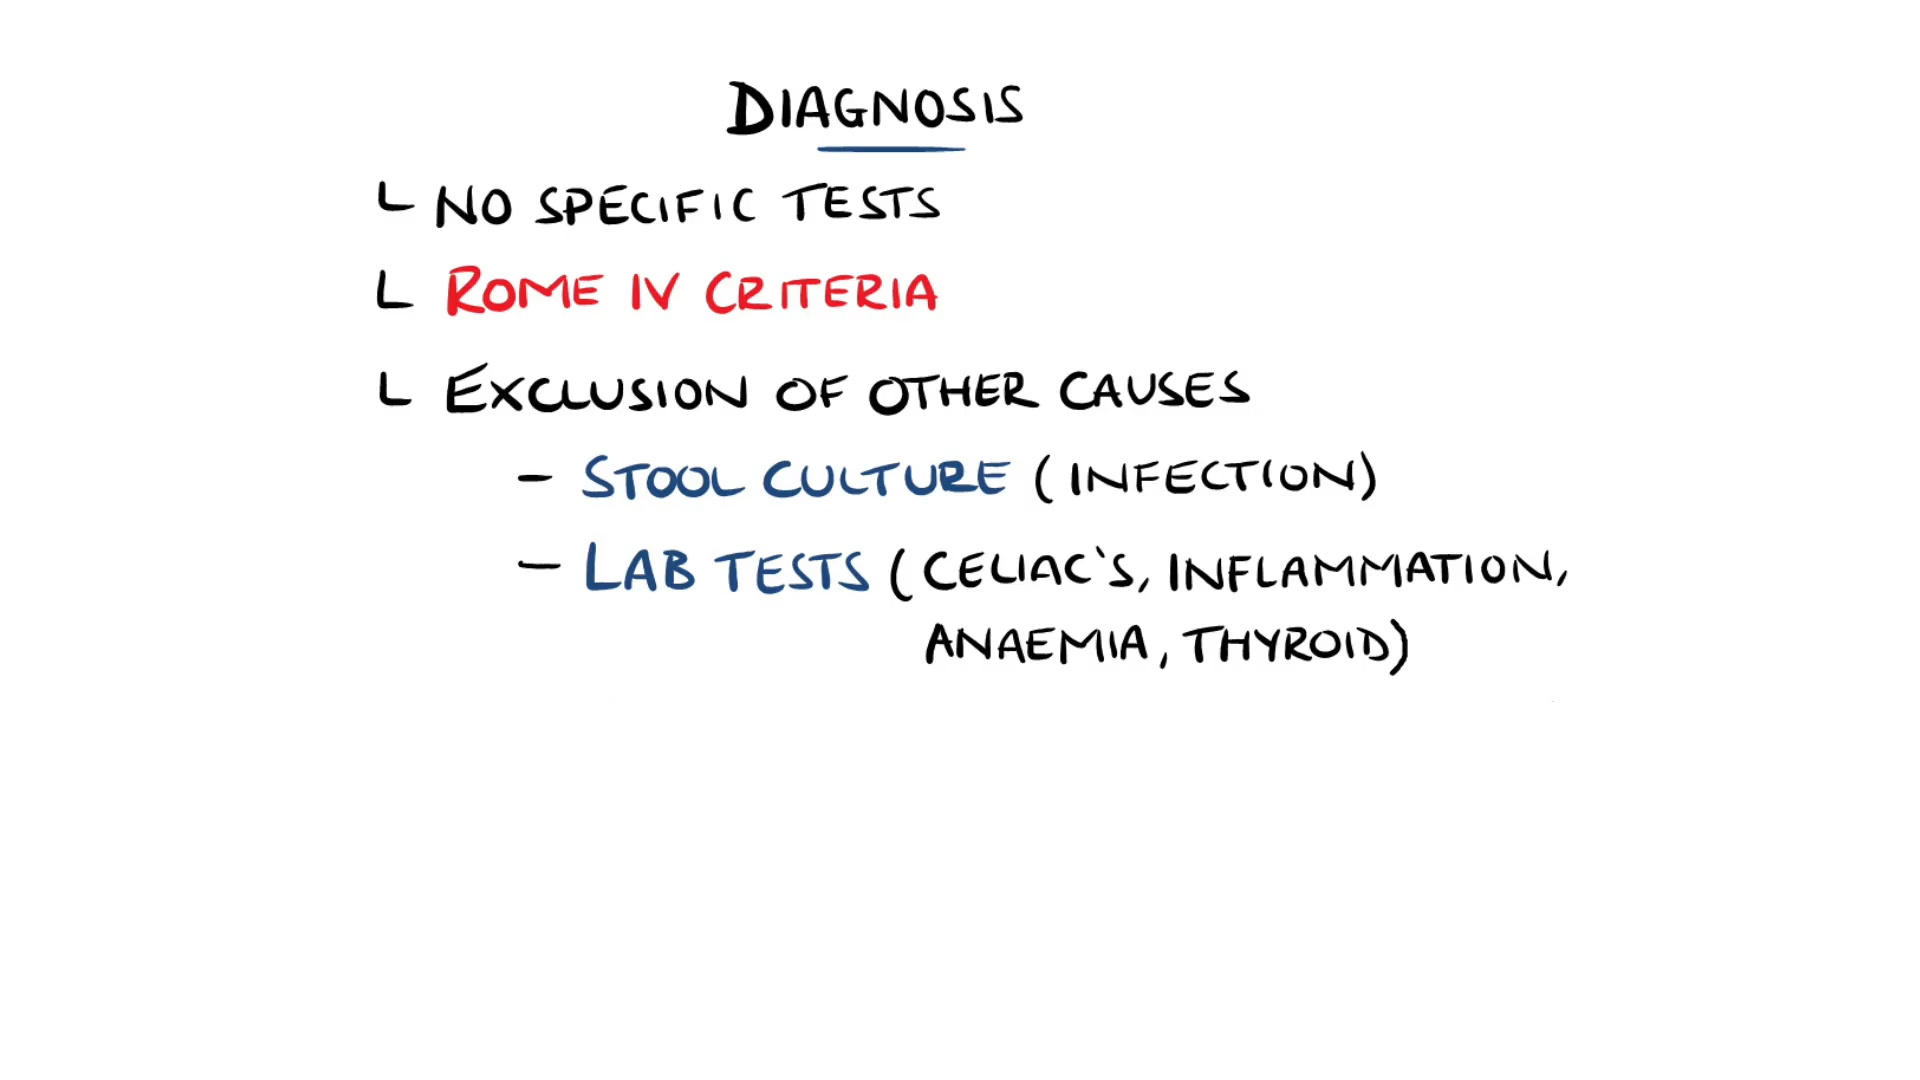 DIAGNOSIS
L NO SPECIFIC TESTS
L ROME IV CRITERIA
L EXCLUSION OF OTHER CAUSES
- STOOL CULTURE (INFECTION)
- LAB TESTS (CELIAC'S, INFLAMMATION,
ANAEMIA, THYROID)